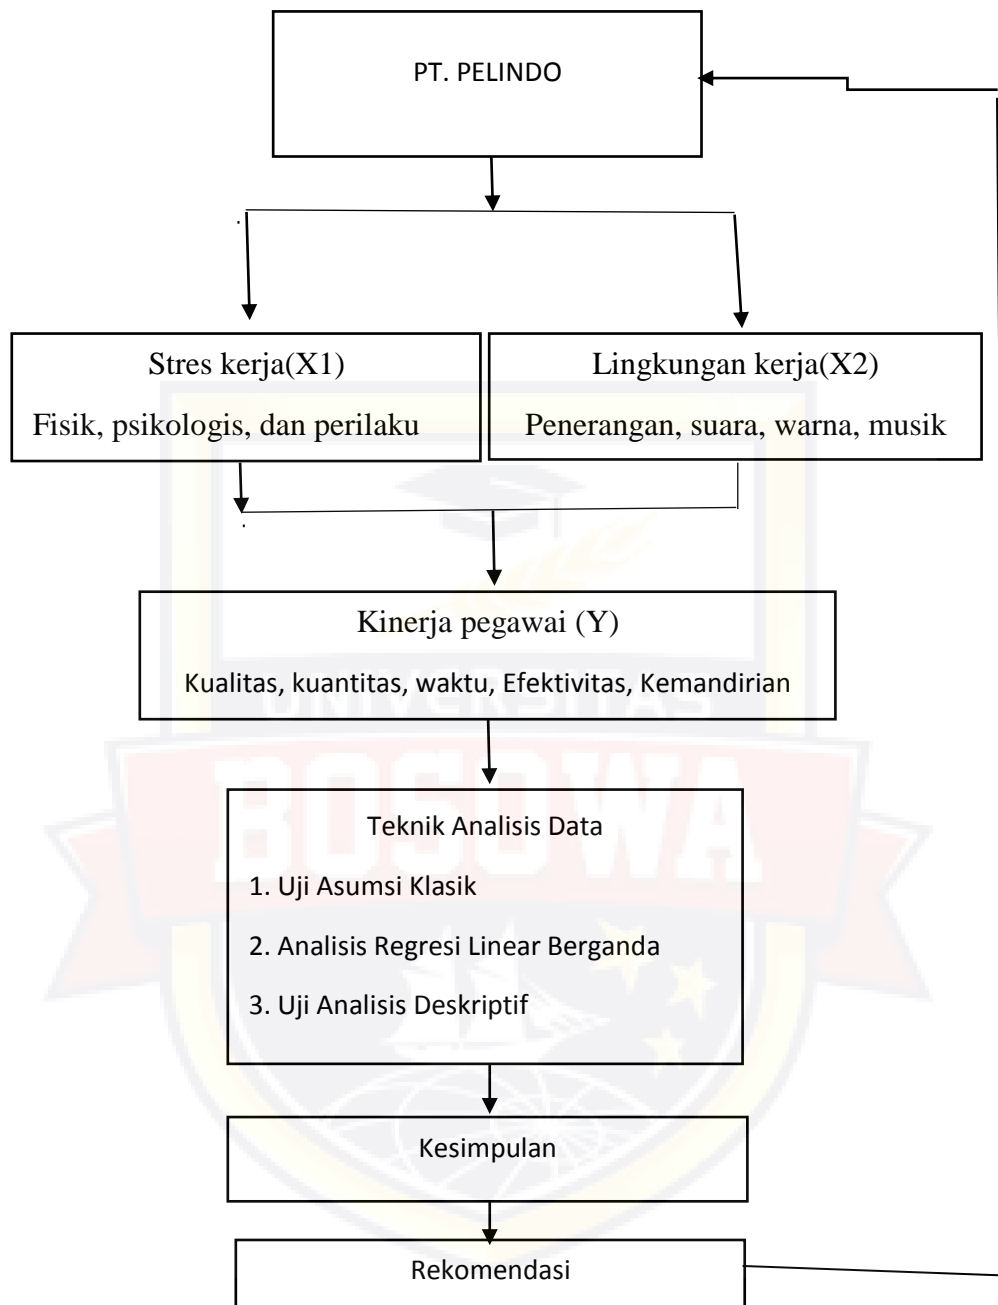 PT. PELINDO
Stres kerja(X1)
Fisik, psikologis, dan perilaku
Lingkungan kerja(X2)
Penerangan, suara, warna, musik
Kinerja pegawai (Y)
Kualitas, kuantitas, waktu, Efektivitas, Kemandirian
UNIVERSITAS
BOSOWA
Teknik Analisis Data
1. Uji Asumsi Klasik
2. Analisis Regresi Linear Berganda
3. Uji Analisis Deskriptif
Kesimpulan
Rekomendasi